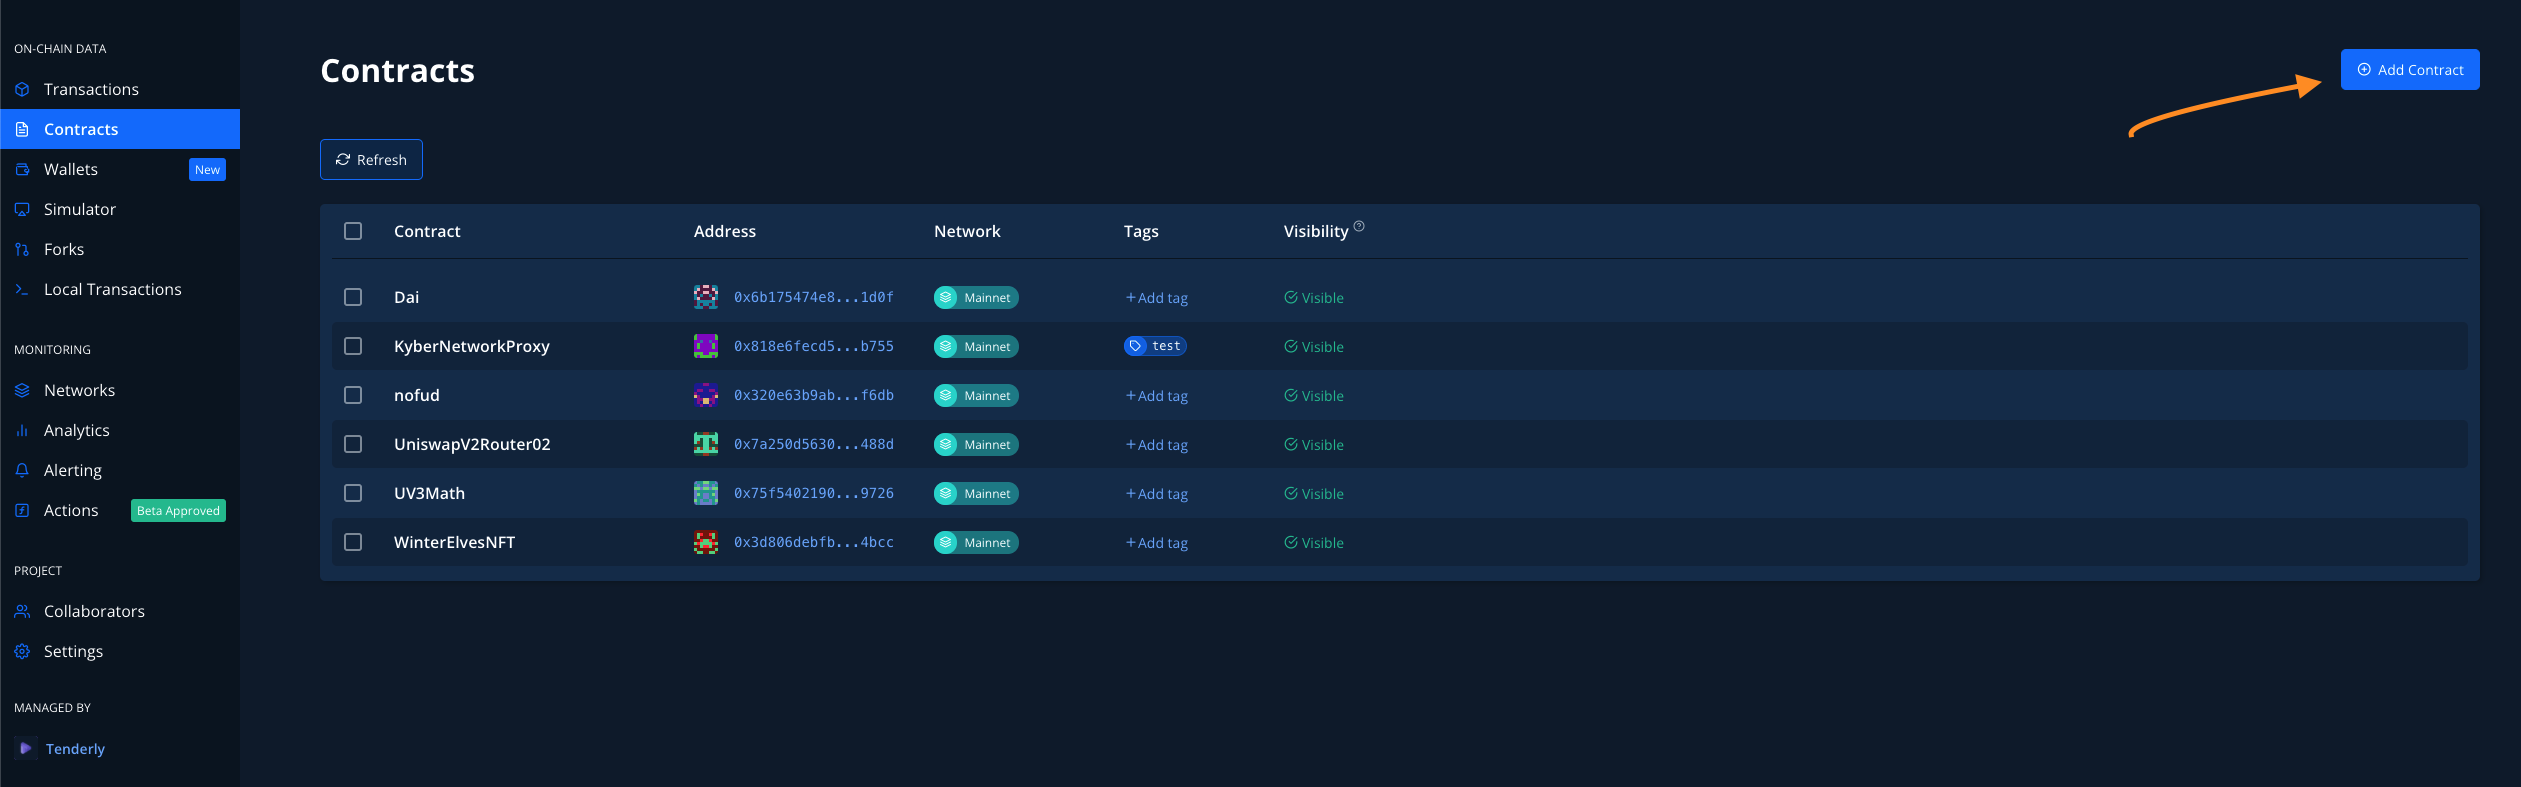 ON-CHAIN DATA
Transactions
Contracts
Wallets New
Simulator
Forks
Local Transactions
MONITORING
Networks
Analytics
Alerting
Actions Beta Approved
PROJECT
Collaborators
Settings
MANAGED BY
Tenderly
Contracts
Add Contract
Refresh
Contract Address Network Tags Visibility
Dai 0x6b175474e8...1d0f Mainnet +Add tag Visible
KyberNetworkProxy 0x818e6fecd5...b755 Mainnet test Visible
nofud 0x320e63b9ab...f6db Mainnet +Add tag Visible
UniswapV2Router02 0x7a250d5630...488d Mainnet +Add tag Visible
UV3Math 0x75f5402190...9726 Mainnet +Add tag Visible
WinterElvesNFT 0x3d806debfb...4bcc Mainnet +Add tag Visible